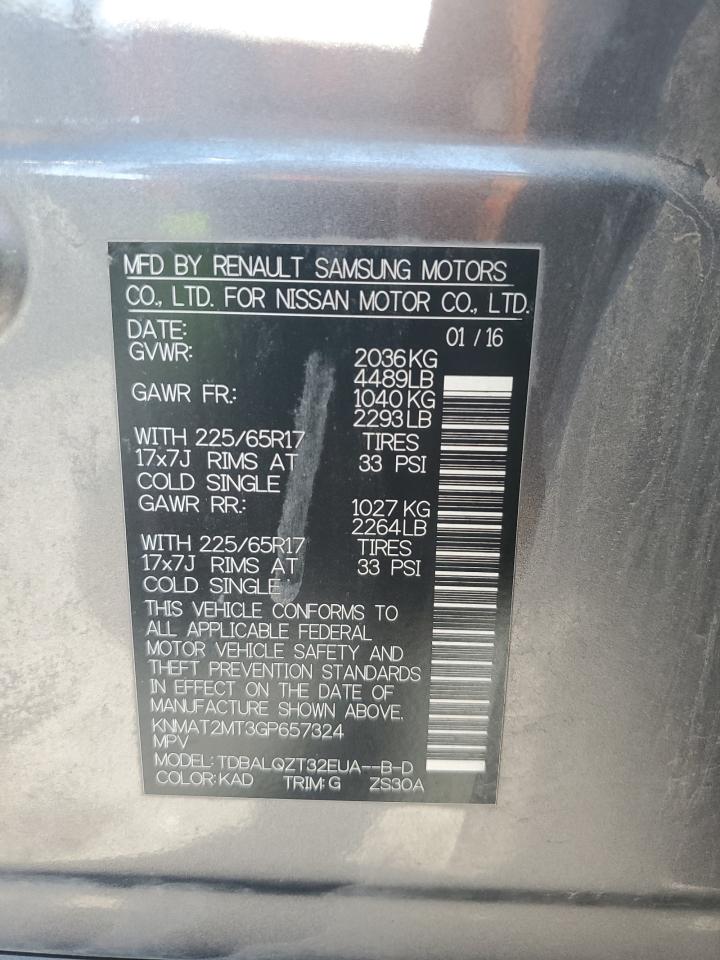 MFD BY RENAULT SAMSUNG MOTORS
CO., LTD. FOR NISSAN MOTOR CO., LTD.
DATE: 01 / 16
GVWR: 2036KG
4489LB
GAWR FR.: 1040 KG
2293LB
WITH 225/65R17 TIRES
17x7J RIMS AT 33 PSI
COLD SINGLE
GAWR RR.: 1027 KG
2264LB
WITH 225/65R17 TIRES
17x7J RIMS AT 33 PSI
COLD SINGLE
THIS VEHICLE CONFORMS TO
ALL APPLICABLE FEDERAL
MOTOR VEHICLE SAFETY AND
THEFT PREVENTION STANDARDS
IN EFFECT ON THE DATE OF
MANUFACTURE SHOWN ABOVE.
KNMAT2MT3GP657324
MPV
MODEL: TDBALQZT32EUA--B-D
COLOR: KAD TRIM: G ZS30A